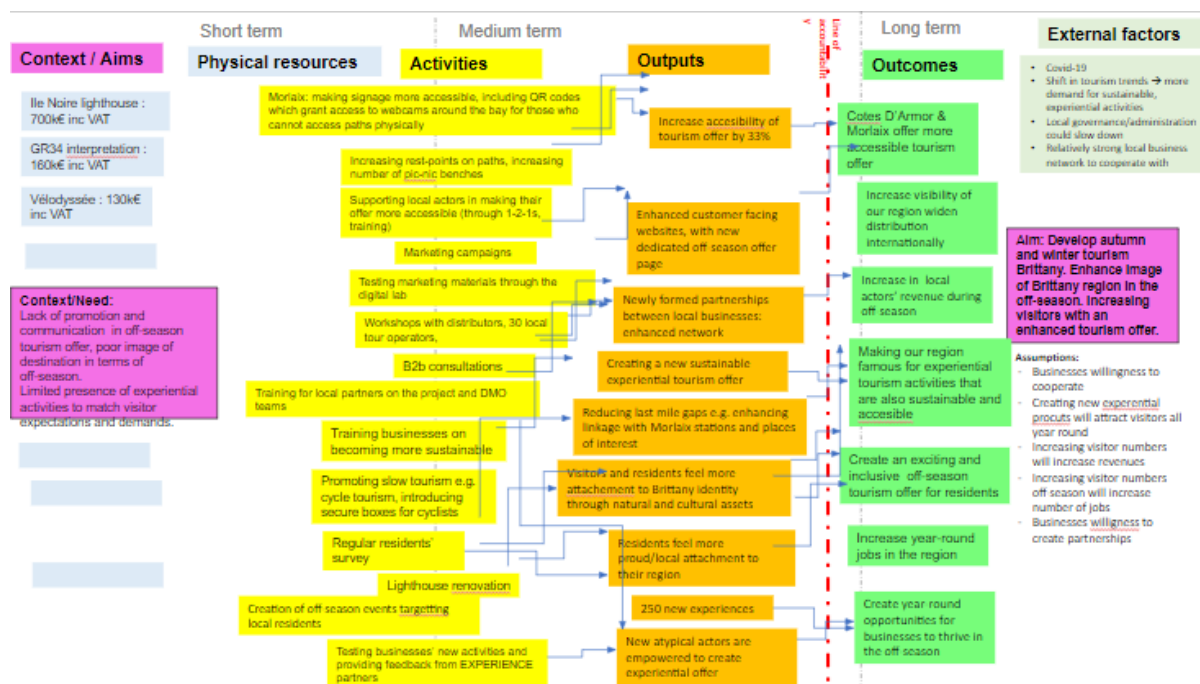 Short term
Medium term
Line of
accountabilit
y
Long term
Context / Aims
Physical resources
Activities
Outputs
Outcomes
External factors
Ile Noire lighthouse :
700k€ inc VAT
GR34 interpretation :
160k€ inc VAT
Vélodyssée : 130k€
inc VAT
Context/Need:
Lack of promotion and
communication in off-season
tourism offer, poor image of
destination in terms of
off-season.
Limited presence of experiential
activities to match visitor
expectations and demands.
Morlaix: making signage more accessible, including QR codes
which grant access to webcams around the bay for those who
cannot access paths physically
Increasing rest-points on paths, increasing
number of pic-nic benches
Supporting local actors in making their
offer more accessible (through 1-2-1s,
training)
Marketing campaigns
Testing marketing materials through the
digital lab
Workshops with distributors, 30 local
tour operators,
B2b consultations
Training for local partners on the project and DMO
teams
Training businesses on
becoming more sustainable
Promoting slow tourism e.g.
cycle tourism, introducing
secure boxes for cyclists
Regular residents'
survey
Lighthouse renovation
Creation of off season events targetting
local residents
Testing businesses' new activities and
providing feedback from EXPERIENCE
partners
Increase accesibility of
tourism offer by 33%
Enhanced customer facing
websites, with new
dedicated off season offer
page
Newly formed partnerships
between local businesses:
enhanced network
Creating a new sustainable
experiential tourism offer
Reducing last mile gaps e.g. enhancing
linkage with Morlaix stations and places
of interest
Visitors and residents feel more
attachement to Brittany identity
through natural and cultural assets
Residents feel more
proud/local attachment to
their region
250 new experiences
New atypical actors are
empowered to create
experiential offer
Cotes D'Armor &
Morlaix offer more
accessible tourism
offer
Increase visibility of
our region widen
distribution
internationally
Increase in local
actors' revenue during
off season
Making our region
famous for experiential
tourism activities that
are also sustainable and
accesible
Create an exciting and
inclusive off-season
tourism offer for residents
Increase year-round
jobs in the region
Create year-round
opportunities for
businesses to thrive in
the off season
• Covid-19
• Shift in tourism trends → more
demand for sustainable,
experiential activities
• Local governance/administration
could slow down
• Relatively strong local business
network to cooperate with
Aim: Develop autumn
and winter tourism
Brittany. Enhance image
of Brittany region in the
off-season. Increasing
visitors with an
enhanced tourism offer.
Assumptions:
- Businesses willingness to
cooperate
- Creating new experential
procuts will attract visitors all
year round
- Increasing visitor numbers
will increase revenues
- Increasing visitor numbers
off season will increase
number of jobs
- Businesses willigness to
create partnerships